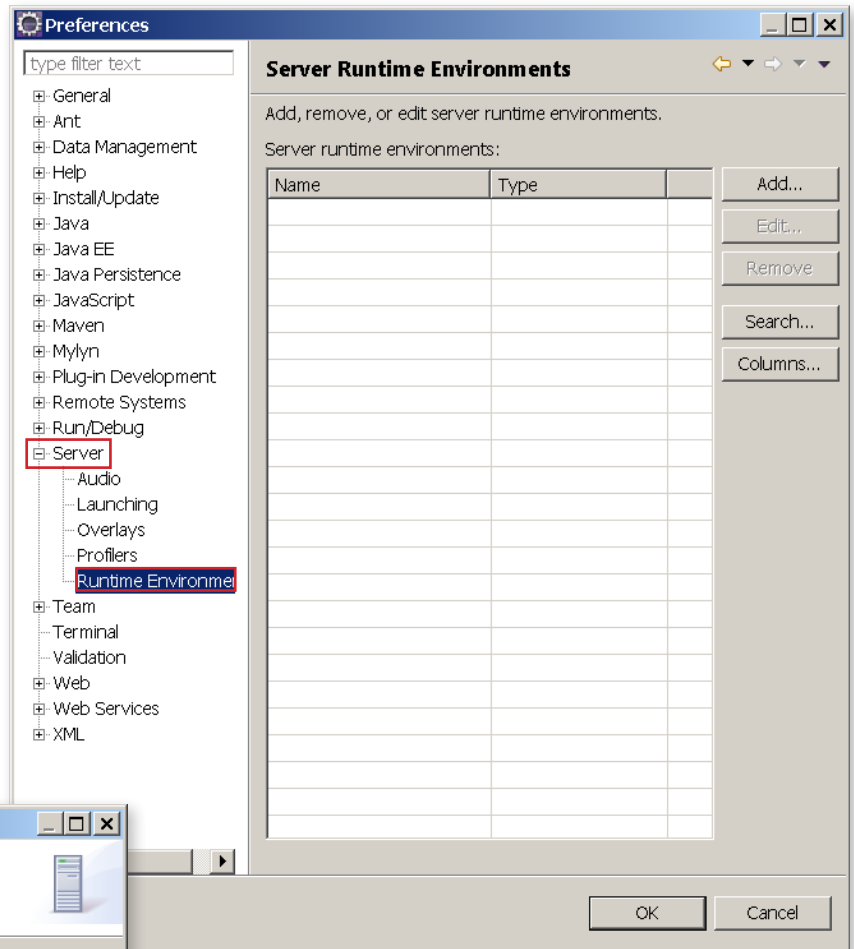 Preferences
type filter text
General
Ant
Data Management
Help
Install/Update
Java
Java EE
Java Persistence
JavaScript
Maven
Mylyn
Plug-in Development
Remote Systems
Run/Debug
Server
Audio
Launching
Overlays
Profilers
Runtime Environme
Team
Terminal
Validation
Web
Web Services
XML
Server Runtime Environments
Add, remove, or edit server runtime environments.
Server runtime environments:
Name Type
Add...
Edit...
Remove
Search...
Columns...
OK Cancel